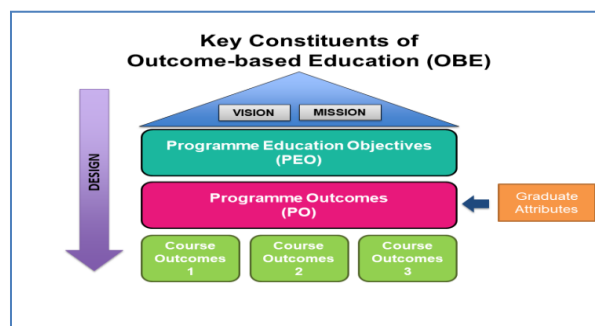 Key Constituents of
Outcome-based Education (OBE)
VISION MISSION
Programme Education Objectives
(PEO)
DESIGN
Programme Outcomes
(PO)
Graduate
Attributes
Course
Outcomes
1
Course
Outcomes
2
Course
Outcomes
3